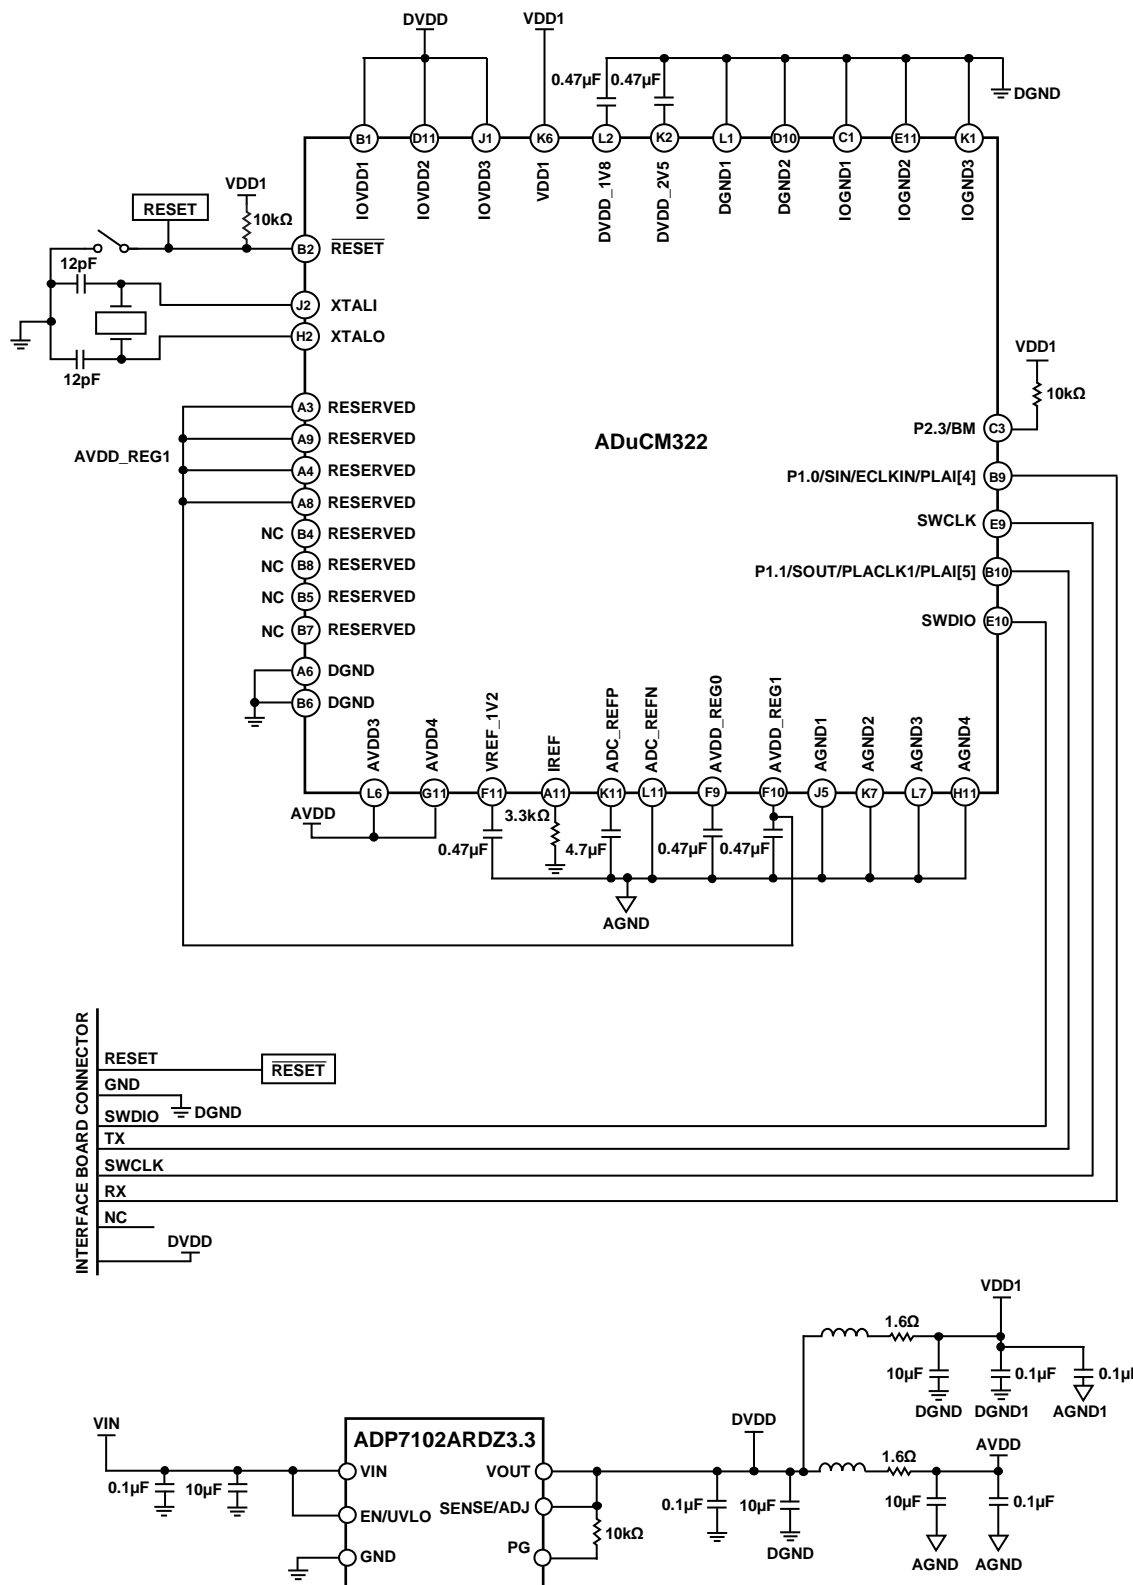 DVDD
VDD1
0.47µF
0.47µF
DGND
B1
D11
J1
K6
L2
K2
L1
D10
C1
E11
K1
IOVDD1
IOVDD2
IOVDD3
VDD1
DVDD_1V8
DVDD_2V5
DGND1
DGND2
IOGND1
IOGND2
IOGND3
VDD1
RESET
10kΩ
B2 RESET
12pF
J2 XTALI
H2 XTALO
12pF
VDD1
10kΩ
A3 RESERVED
A9 RESERVED
AVDD_REG1
A4 RESERVED
A8 RESERVED
NC B4 RESERVED
NC B8 RESERVED
NC B5 RESERVED
NC B7 RESERVED
A6 DGND
B6 DGND
ADuCM322
P2.3/BM C3
P1.0/SIN/ECLKIN/PLAI[4] B9
SWCLK E9
P1.1/SOUT/PLACLK1/PLAI[5] B10
SWDIO E10
AVDD3
AVDD4
VREF_1V2
IREF
ADC_REFP
ADC_REFN
AVDD_REG0
AVDD_REG1
AGND1
AGND2
AGND3
AGND4
L6
G11
F11
A11
K11
L11
F9
F10
J5
K7
L7
H11
AVDD
0.47µF
3.3kΩ
4.7µF
0.47µF
0.47µF
AGND
INTERFACE BOARD CONNECTOR
RESET
RESET
GND
DGND
SWDIO
TX
SWCLK
RX
NC
DVDD
VDD1
1.6Ω
10µF
0.1µF
0.1µ
DGND
DGND1
AGND1
VIN
0.1µF
10µF
ADP7102ARDZ3.3
VIN
VOUT
EN/UVLO
SENSE/ADJ
GND
PG
10kΩ
DVDD
0.1µF
10µF
DGND
1.6Ω
AVDD
10µF
0.1µF
AGND
AGND